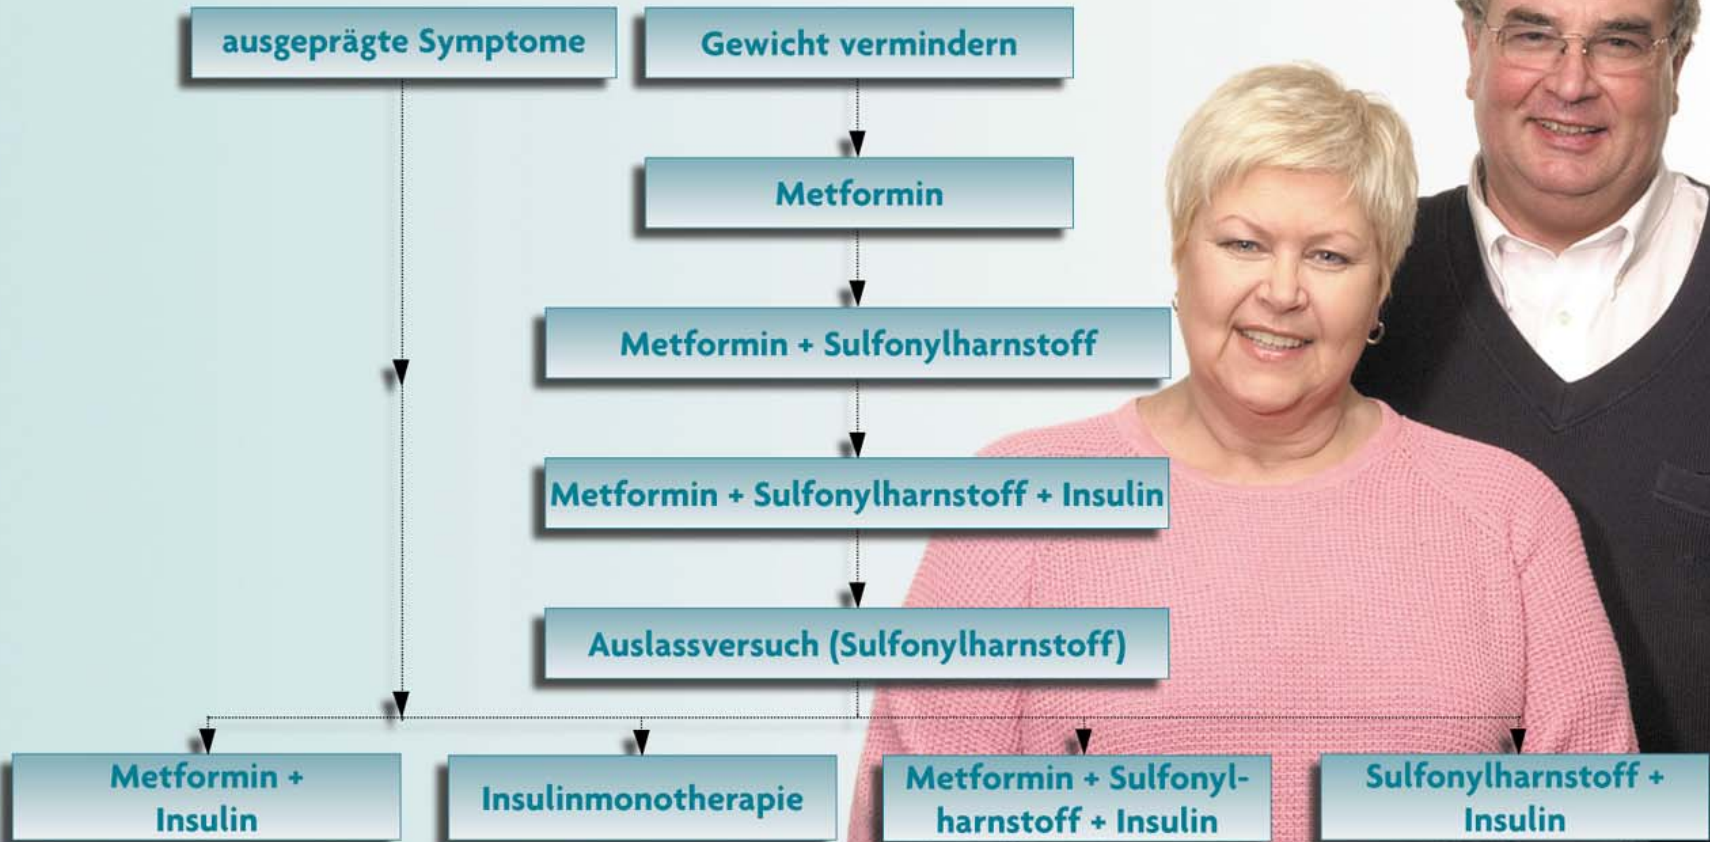 ausgeprägte Symptome
Gewicht vermindern
Metformin
Metformin + Sulfonylharnstoff
Metformin + Sulfonylharnstoff + Insulin
Auslassversuch (Sulfonylharnstoff)
Metformin +
Insulin
Insulinmonotherapie
Metformin + Sulfonyl-
harnstoff + Insulin
Sulfonylharnstoff +
Insulin